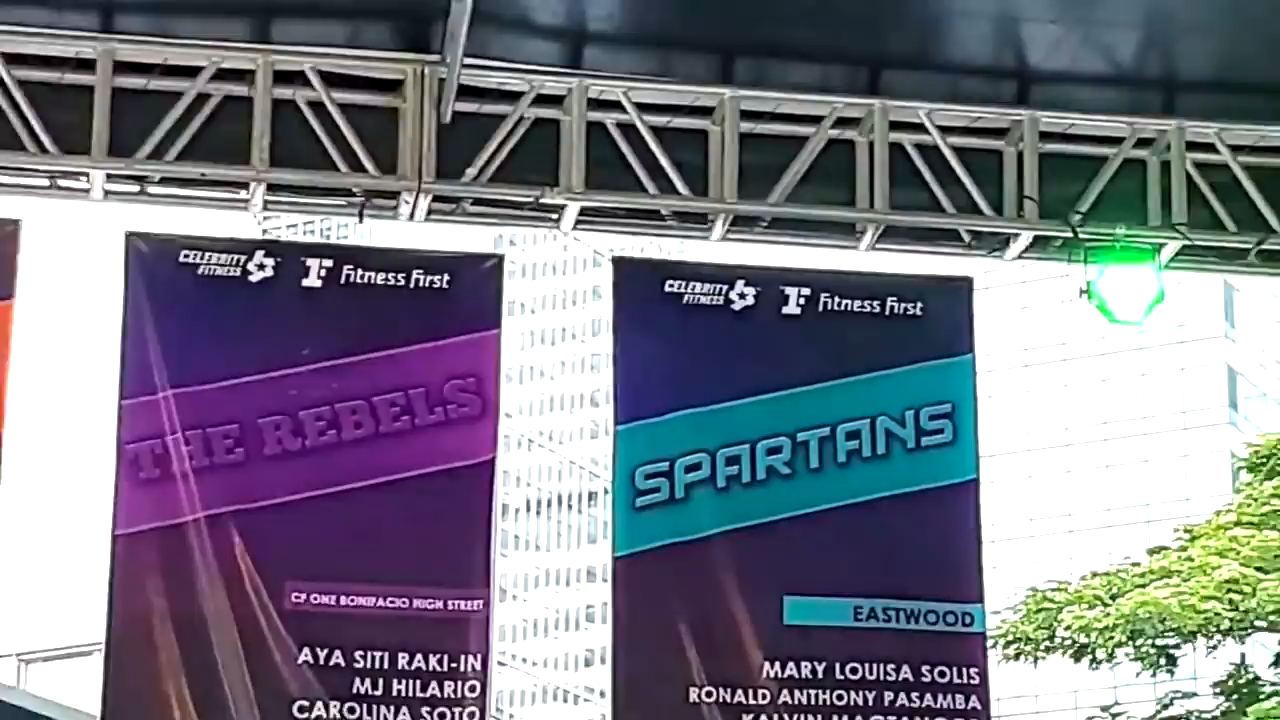 CELEBRITY
FITNESS
Fitness First
THE REBELS
CF ONE BONIFACIO HIGH STREET
AYA SITI RAKI-IN
MJ HILARIO
CAROLINA SOTO
CELEBRITY
FITNESS
Fitness First
SPARTANS
EASTWOOD
MARY LOUISA SOLIS
RONALD ANTHONY PASAMBA
KALVIN